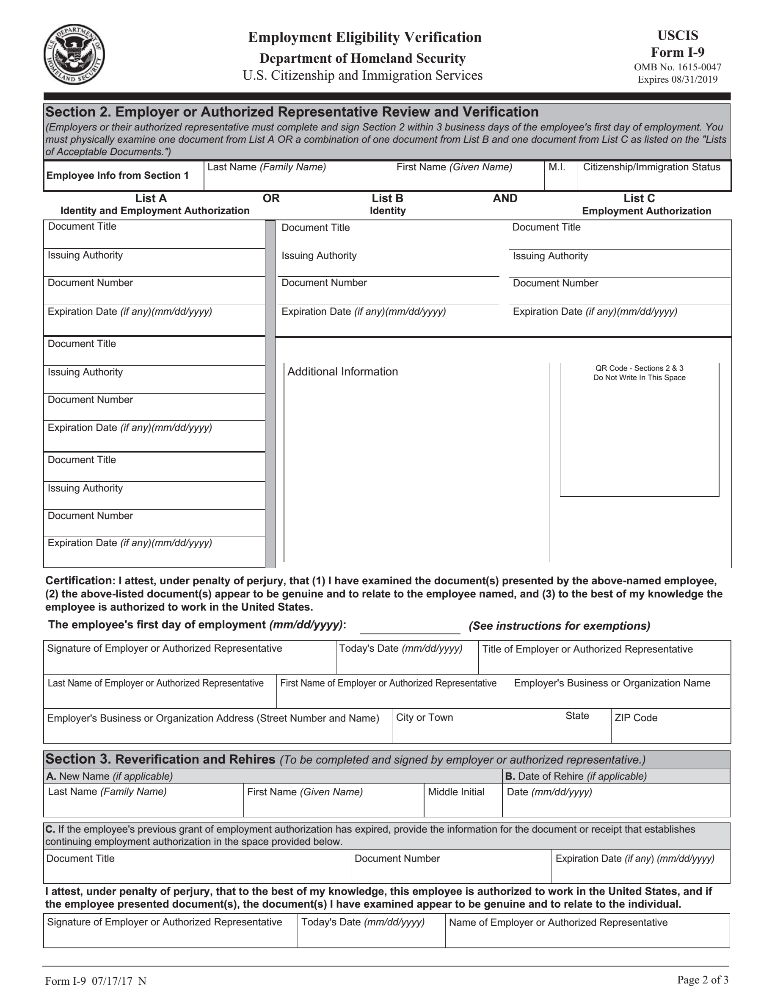 U.S. DEPARTMENT OF HOMELAND SECURITY
Employment Eligibility Verification
Department of Homeland Security
U.S. Citizenship and Immigration Services
USCIS
Form I-9
OMB No. 1615-0047
Expires 08/31/2019
Section 2. Employer or Authorized Representative Review and Verification
(Employers or their authorized representative must complete and sign Section 2 within 3 business days of the employee's first day of employment. You
must physically examine one document from List A OR a combination of one document from List B and one document from List C as listed on the "Lists
of Acceptable Documents.")
Employee Info from Section 1
Last Name (Family Name)
First Name (Given Name)
M.I.
Citizenship/Immigration Status
List A
Identity and Employment Authorization
OR
List B
Identity
AND
List C
Employment Authorization
Document Title
Issuing Authority
Document Number
Expiration Date (if any)(mm/dd/yyyy)
Document Title
Issuing Authority
Document Number
Expiration Date (if any)(mm/dd/yyyy)
Document Title
Issuing Authority
Document Number
Expiration Date (if any)(mm/dd/yyyy)
Document Title
Issuing Authority
Document Number
Expiration Date (if any)(mm/dd/yyyy)
Document Title
Issuing Authority
Document Number
Expiration Date (if any)(mm/dd/yyyy)
Additional Information
QR Code - Sections 2 & 3
Do Not Write In This Space
Certification: I attest, under penalty of perjury, that (1) I have examined the document(s) presented by the above-named employee,
(2) the above-listed document(s) appear to be genuine and to relate to the employee named, and (3) to the best of my knowledge the
employee is authorized to work in the United States.
The employee's first day of employment (mm/dd/yyyy):
(See instructions for exemptions)
Signature of Employer or Authorized Representative
Today's Date (mm/dd/yyyy)
Title of Employer or Authorized Representative
Last Name of Employer or Authorized Representative
First Name of Employer or Authorized Representative
Employer's Business or Organization Name
Employer's Business or Organization Address (Street Number and Name)
City or Town
State
ZIP Code
Section 3. Reverification and Rehires (To be completed and signed by employer or authorized representative.)
A. New Name (if applicable)
B. Date of Rehire (if applicable)
Last Name (Family Name)
First Name (Given Name)
Middle Initial
Date (mm/dd/yyyy)
C. If the employee's previous grant of employment authorization has expired, provide the information for the document or receipt that establishes
continuing employment authorization in the space provided below.
Document Title
Document Number
Expiration Date (if any) (mm/dd/yyyy)
I attest, under penalty of perjury, that to the best of my knowledge, this employee is authorized to work in the United States, and if
the employee presented document(s), the document(s) I have examined appear to be genuine and to relate to the individual.
Signature of Employer or Authorized Representative
Today's Date (mm/dd/yyyy)
Name of Employer or Authorized Representative
Form I-9 07/17/17 N
Page 2 of 3